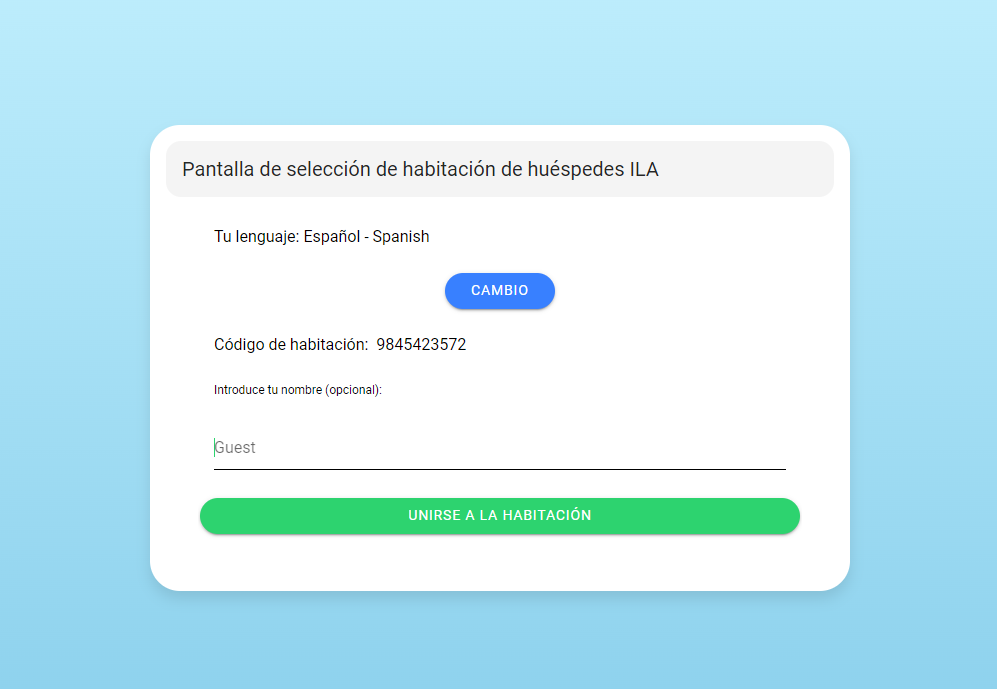 Pantalla de selección de habitación de huéspedes ILA
Tu lenguaje: Español - Spanish
CAMBIO
Código de habitación: 9845423572
Introduce tu nombre (opcional):
Guest
UNIRSE A LA HABITACIÓN